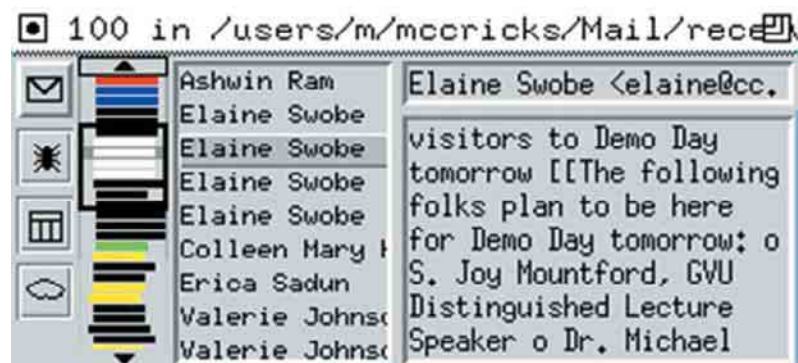 100 in /users/m/mccricks/Mail/rece
Ashwin Ram
Elaine Swobe
Elaine Swobe
Elaine Swobe
Elaine Swobe
Colleen Mary
Erica Sadun
Valerie Johnso
Valerie Johnso
Elaine Swobe <elaine@cc.
visitors to Demo Day
tomorrow [[The following
folks plan to be here
for Demo Day tomorrow: o
S. Joy Mountford, GVU
Distinguished Lecture
Speaker o Dr. Michael